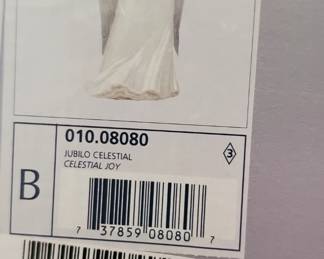 010.08080
JUBILO CELESTIAL
CELESTIAL JOY
3
B
7 37859 08080 7